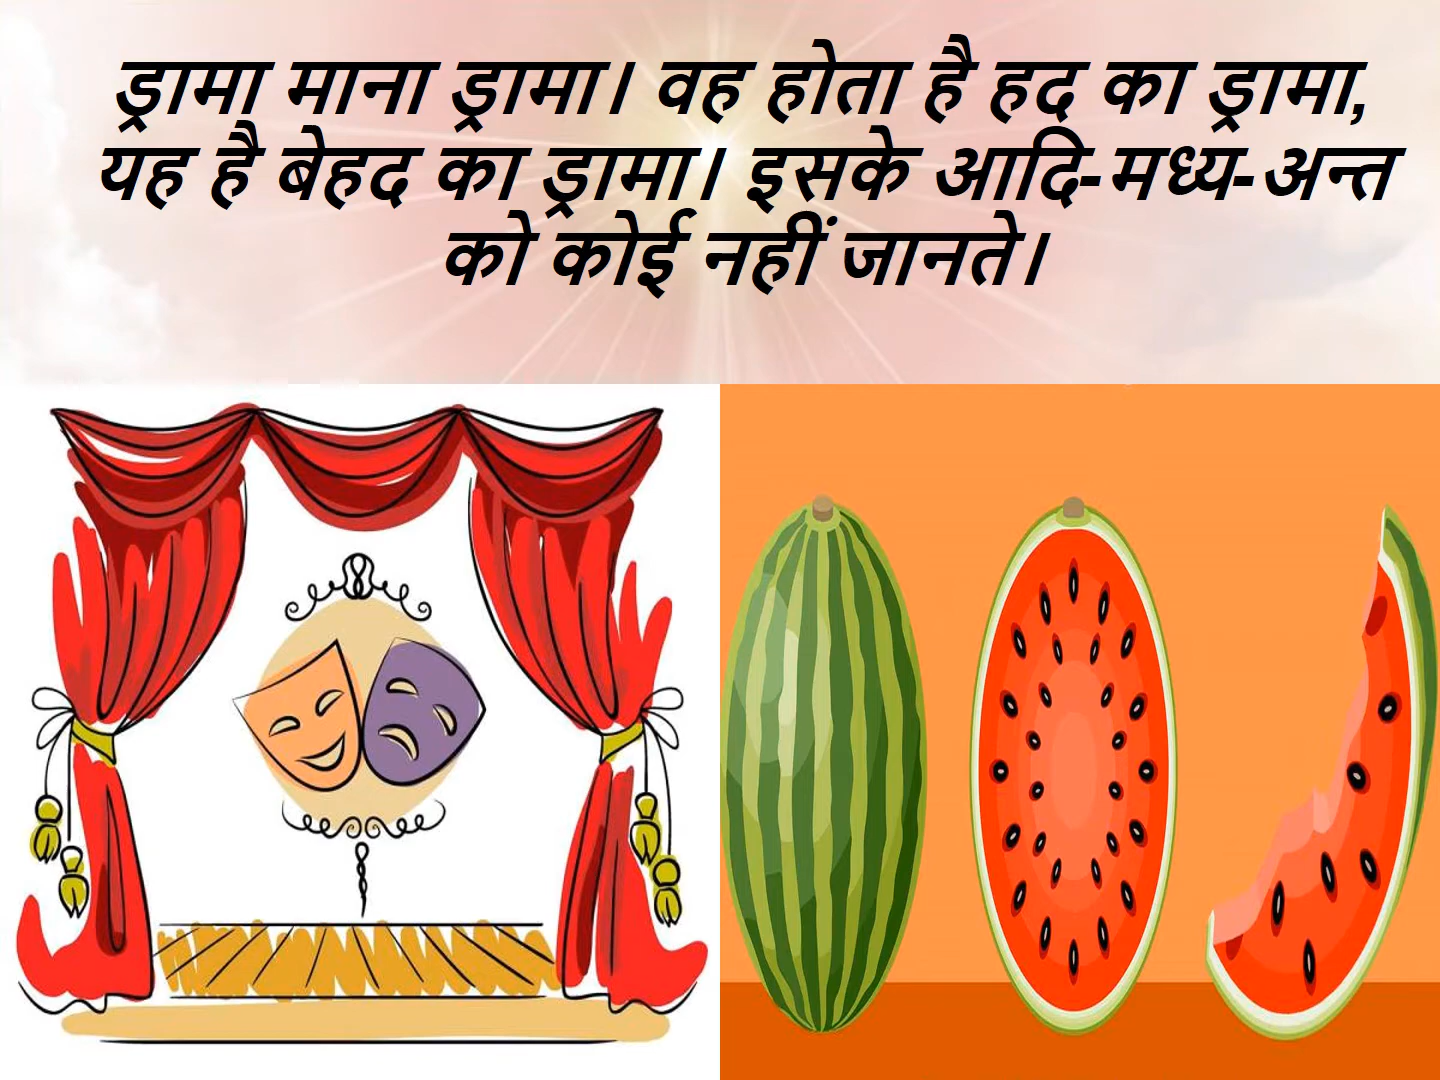 ड्रामा माना ड्रामा। वह होता है हद का ड्रामा,
यह है बेहद का ड्रामा। इसके आदि-मध्य-अन्त
को कोई नहीं जानते।